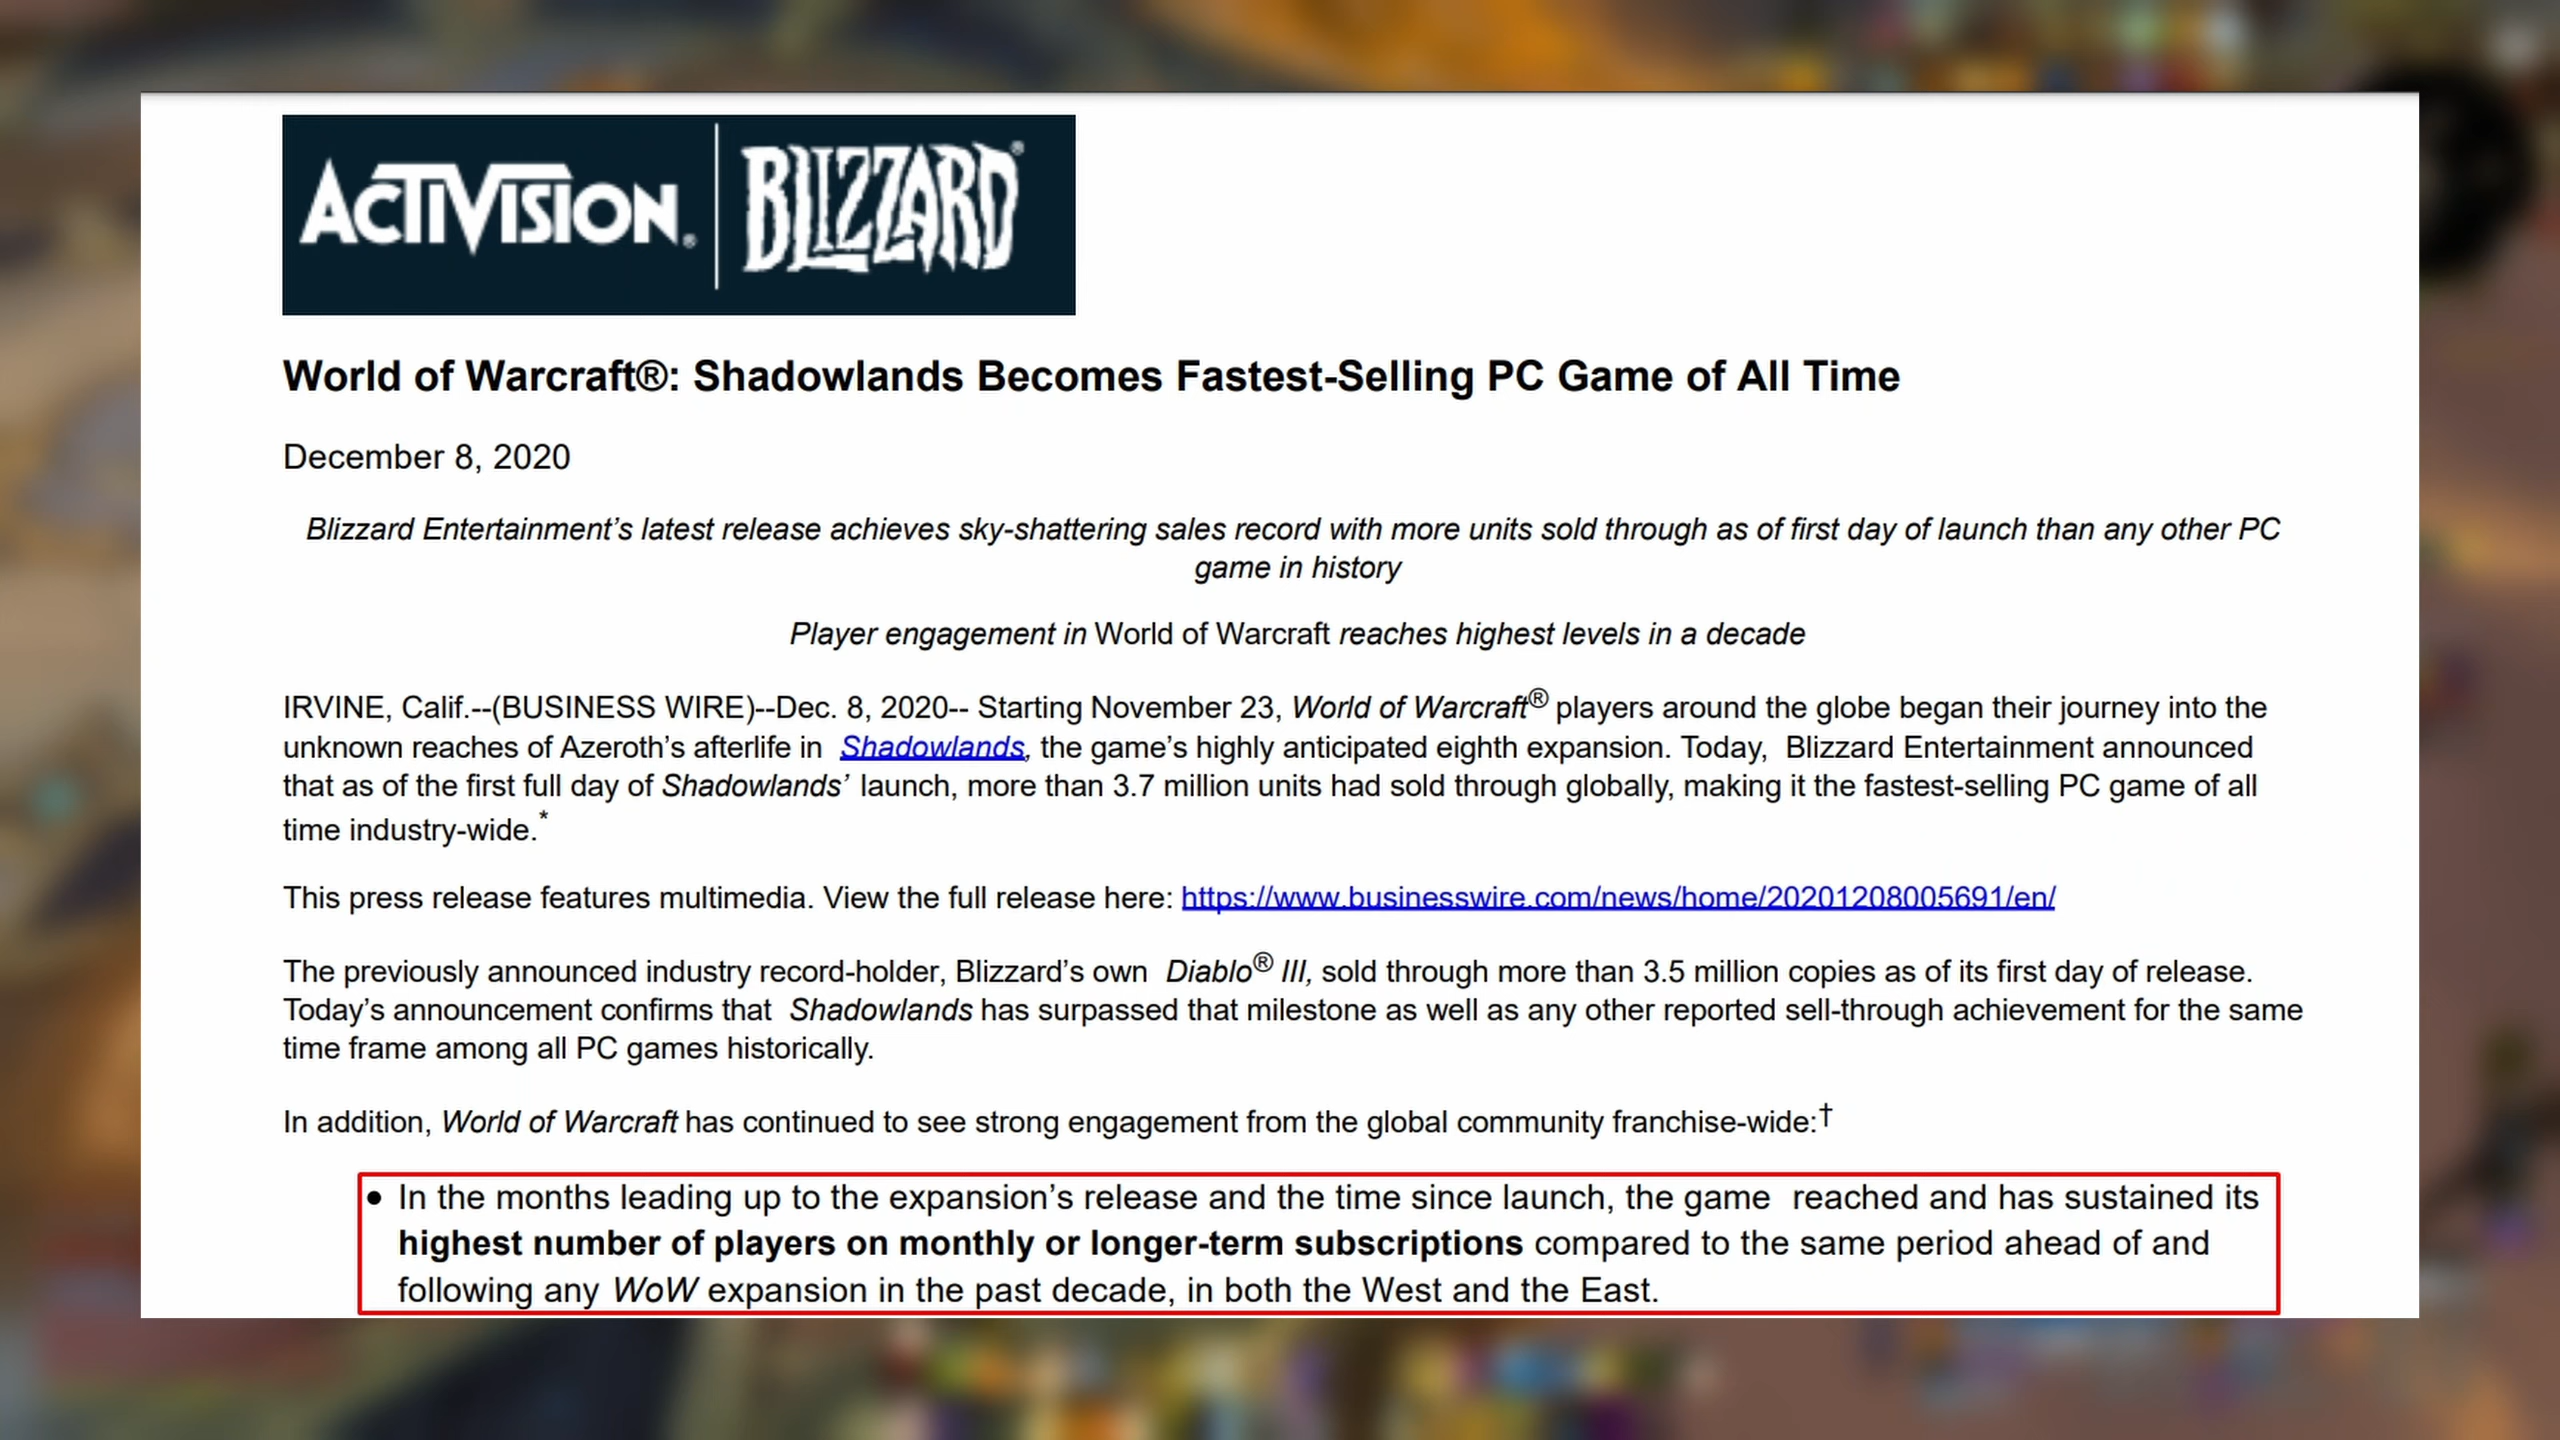 ACTIVISION® BLIZZARD®
World of Warcraft®: Shadowlands Becomes Fastest-Selling PC Game of All Time
December 8, 2020
Blizzard Entertainment’s latest release achieves sky-shattering sales record with more units sold through as of first day of launch than any other PC
game in history
Player engagement in World of Warcraft reaches highest levels in a decade
IRVINE, Calif.--(BUSINESS WIRE)--Dec. 8, 2020-- Starting November 23, World of Warcraft® players around the globe began their journey into the
unknown reaches of Azeroth’s afterlife in Shadowlands, the game’s highly anticipated eighth expansion. Today, Blizzard Entertainment announced
that as of the first full day of Shadowlands’ launch, more than 3.7 million units had sold through globally, making it the fastest-selling PC game of all
time industry-wide.*
This press release features multimedia. View the full release here: https://www.businesswire.com/news/home/20201208005691/en/
The previously announced industry record-holder, Blizzard’s own Diablo® III, sold through more than 3.5 million copies as of its first day of release.
Today’s announcement confirms that Shadowlands has surpassed that milestone as well as any other reported sell-through achievement for the same
time frame among all PC games historically.
In addition, World of Warcraft has continued to see strong engagement from the global community franchise-wide:†
• In the months leading up to the expansion’s release and the time since launch, the game reached and has sustained its
highest number of players on monthly or longer-term subscriptions compared to the same period ahead of and
following any WoW expansion in the past decade, in both the West and the East.